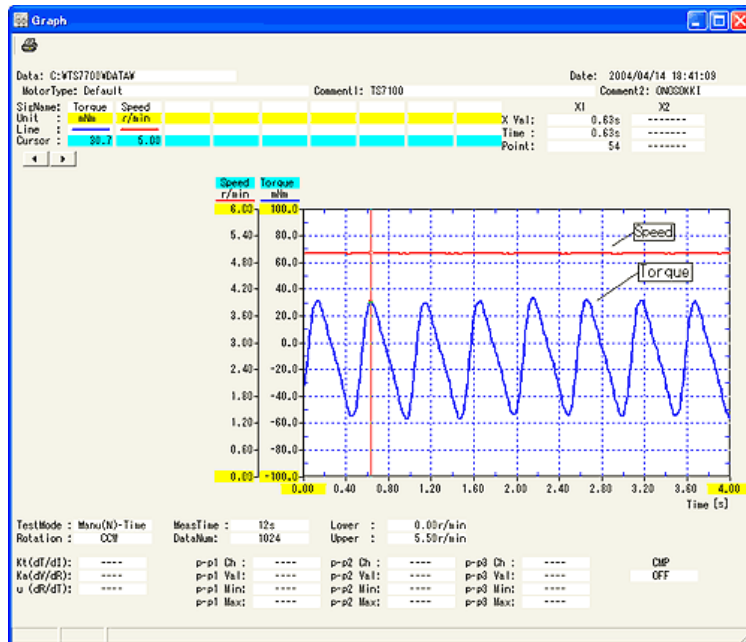 Graph
Data: C:¥TS7700¥DATA¥ Date: 2004/04/14 18:41:09
MotorType: Default Comment1: TS7100 Comment2: ONOSOKKI
SigName: Torque Speed X1 X2
Unit : mNm r/min X Val: 0.63s -------
Line : Time : 0.63s -------
Cursor : 30.7 5.00 Point: 54 -------
Speed Torque
r/min mNm
6.00 100.0
5.40 80.0
Speed
4.80 60.0
Torque
4.20 40.0
3.60 20.0
3.00 0.0
2.40 -20.0
1.80 -40.0
1.20 -60.0
0.60 -80.0
0.00 -100.0
0.00 0.40 0.80 1.20 1.60 2.00 2.40 2.80 3.20 3.60 4.00
Time [s]
TestMode : Manu(N)-Time MeasTime : 12s Lower : 0.00r/min
Rotation : CCW DataNum: 1024 Upper : 5.50r/min
Kt(dT/dI): ---- p-p1 Ch : ---- p-p2 Ch : ---- p-p3 Ch : ---- CMP
Ka(dV/dR): ---- p-p1 Val: ---- p-p2 Val: ---- p-p3 Val: ---- OFF
u (dR/dT): ---- p-p1 Min: ---- p-p2 Min: ---- p-p3 Min: ----
p-p1 Max: ---- p-p2 Max: ---- p-p3 Max: ----